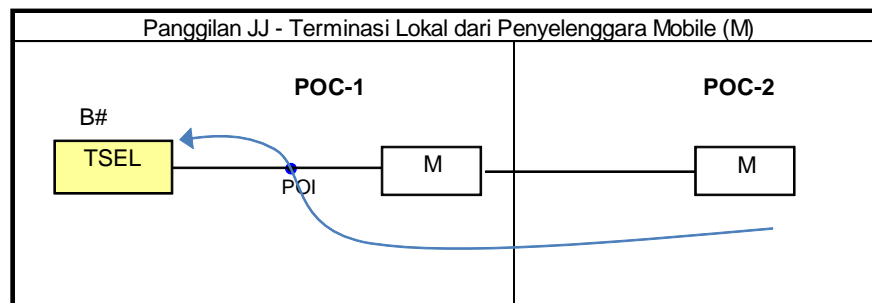 Panggilan JJ - Terminasi Lokal dari Penyelenggara Mobile (M)
POC-1
POC-2
B#
TSEL
M
M
POI